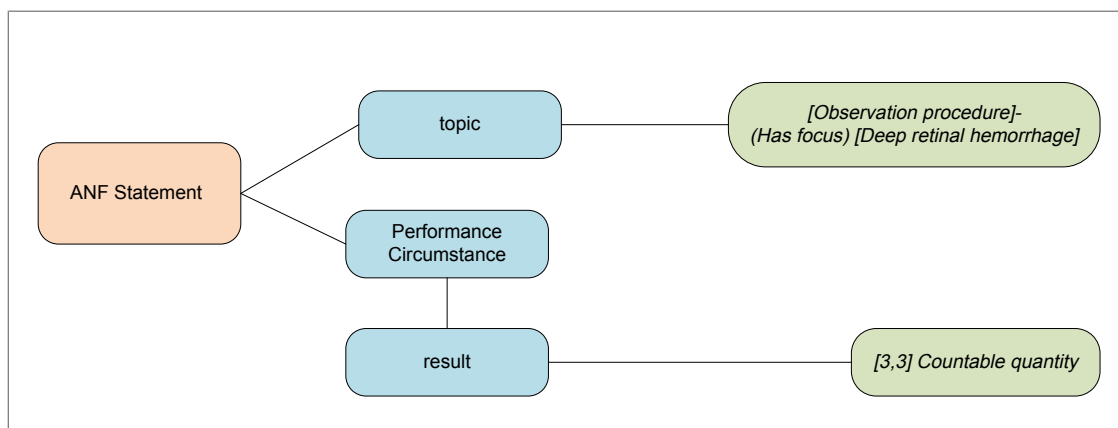 topic
[Observation procedure]-
(Has focus) [Deep retinal hemorrhage]
ANF Statement
Performance
Circumstance
result
[3,3] Countable quantity